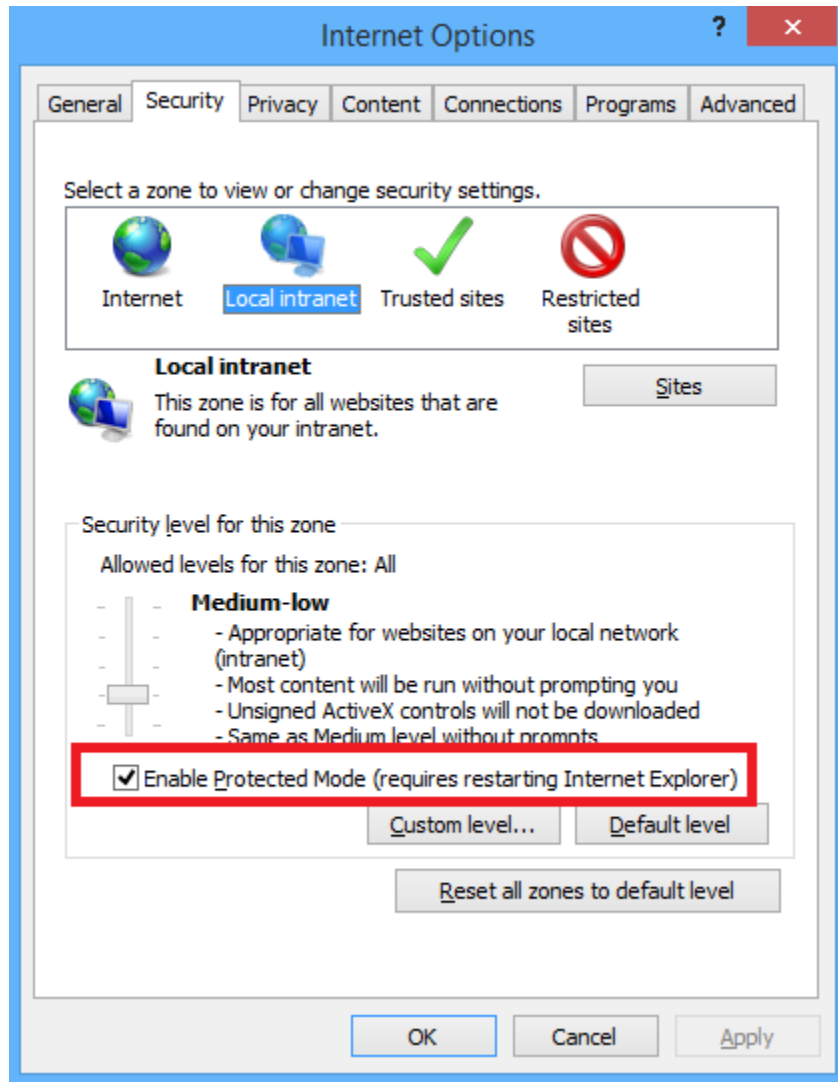 Internet Options
?
×
General Security Privacy Content Connections Programs Advanced
Select a zone to view or change security settings.
Internet Local intranet Trusted sites Restricted
sites
Local intranet
This zone is for all websites that are
found on your intranet.
Sites
Security level for this zone
Allowed levels for this zone: All
Medium-low
- Appropriate for websites on your local network
(intranet)
- Most content will be run without prompting you
- Unsigned ActiveX controls will not be downloaded
- Same as Medium level without prompts
Enable Protected Mode (requires restarting Internet Explorer)
Custom level... Default level
Reset all zones to default level
OK Cancel Apply